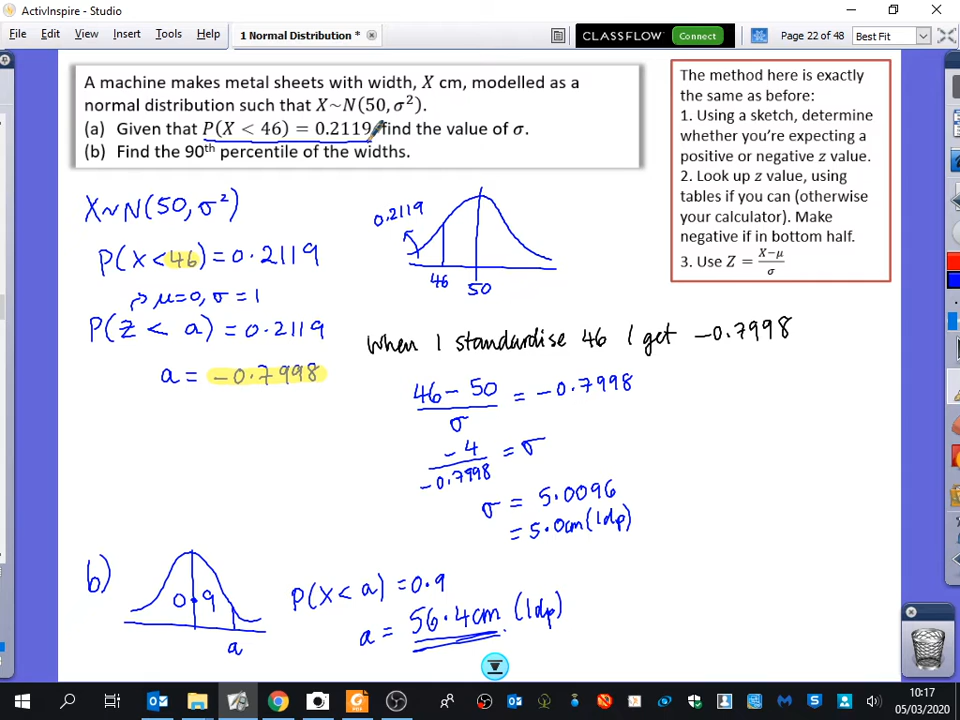 ActivInspire - Studio
File Edit View Insert Tools Help
1 Normal Distribution *
CLASSFLOW Connect
Page 22 of 48
Best Fit
A machine makes metal sheets with width, X cm, modelled as a
normal distribution such that X~N(50, σ²).
(a) Given that P(X < 46) = 0.2119 find the value of σ.
(b) Find the 90th percentile of the widths.
The method here is exactly
the same as before:
1. Using a sketch, determine
whether you're expecting a
positive or negative z value.
2. Look up z value, using
tables if you can (otherwise
your calculator). Make
negative if in bottom half.
3. Use Z = X−μ
σ
X~N(50, σ²)
P(X<46) = 0.2119
→ μ=0, σ=1
P(Z < a) = 0.2119
a = -0.7998
0.2119
46
50
When I standardise 46 I get -0.7998
46 - 50 = -0.7998
σ
-4 = σ
-0.7998
σ = 5.0096
= 5.0cm (1dp)
b)
0.9
a
P(X < a) = 0.9
a = 56.4cm (1dp)
10:17
05/03/2020